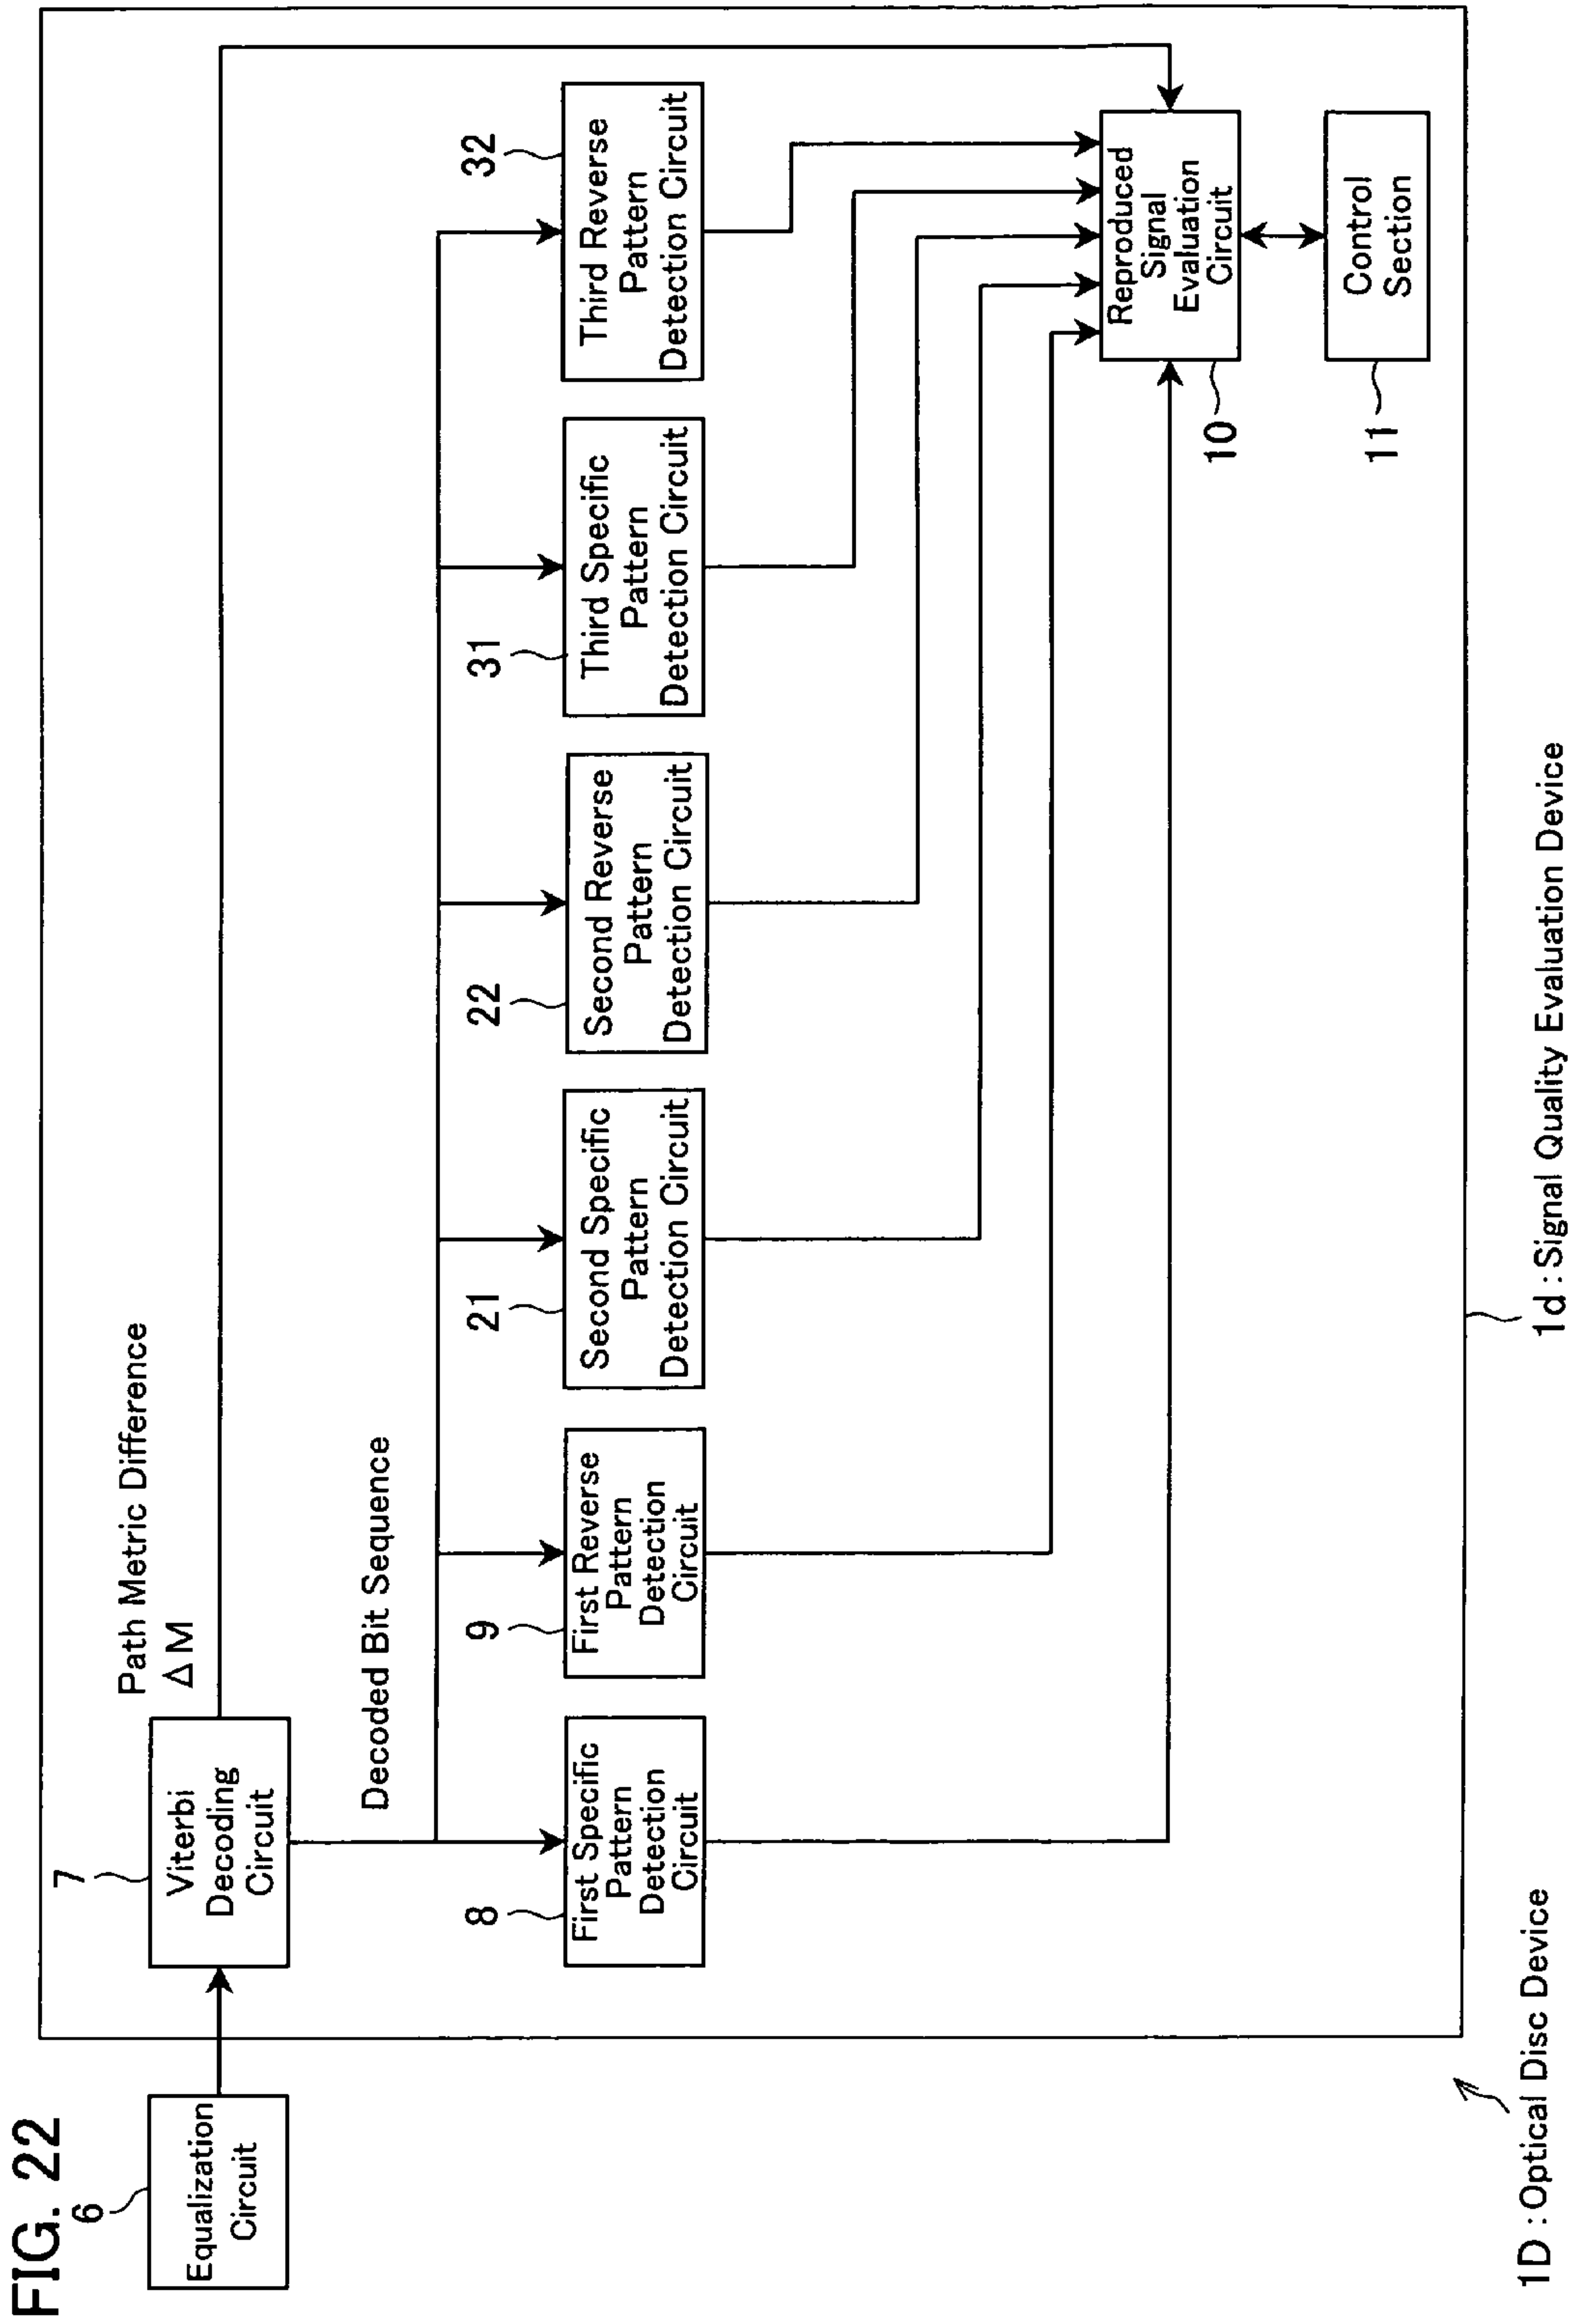 FIG. 22
6
Equalization
Circuit
7
Viterbi
Decoding
Circuit
Path Metric Difference
ΔM
Decoded Bit Sequence
8
First Specific
Pattern
Detection
Circuit
9
First Reverse
Pattern
Detection
Circuit
21
Second Specific
Pattern
Detection Circuit
22
Second Reverse
Pattern
Detection Circuit
31
Third Specific
Pattern
Detection Circuit
32
Third Reverse
Pattern
Detection Circuit
Reproduced
Signal
Evaluation
Circuit
10
Control
Section
11
1d : Signal Quality Evaluation Device
1D : Optical Disc Device